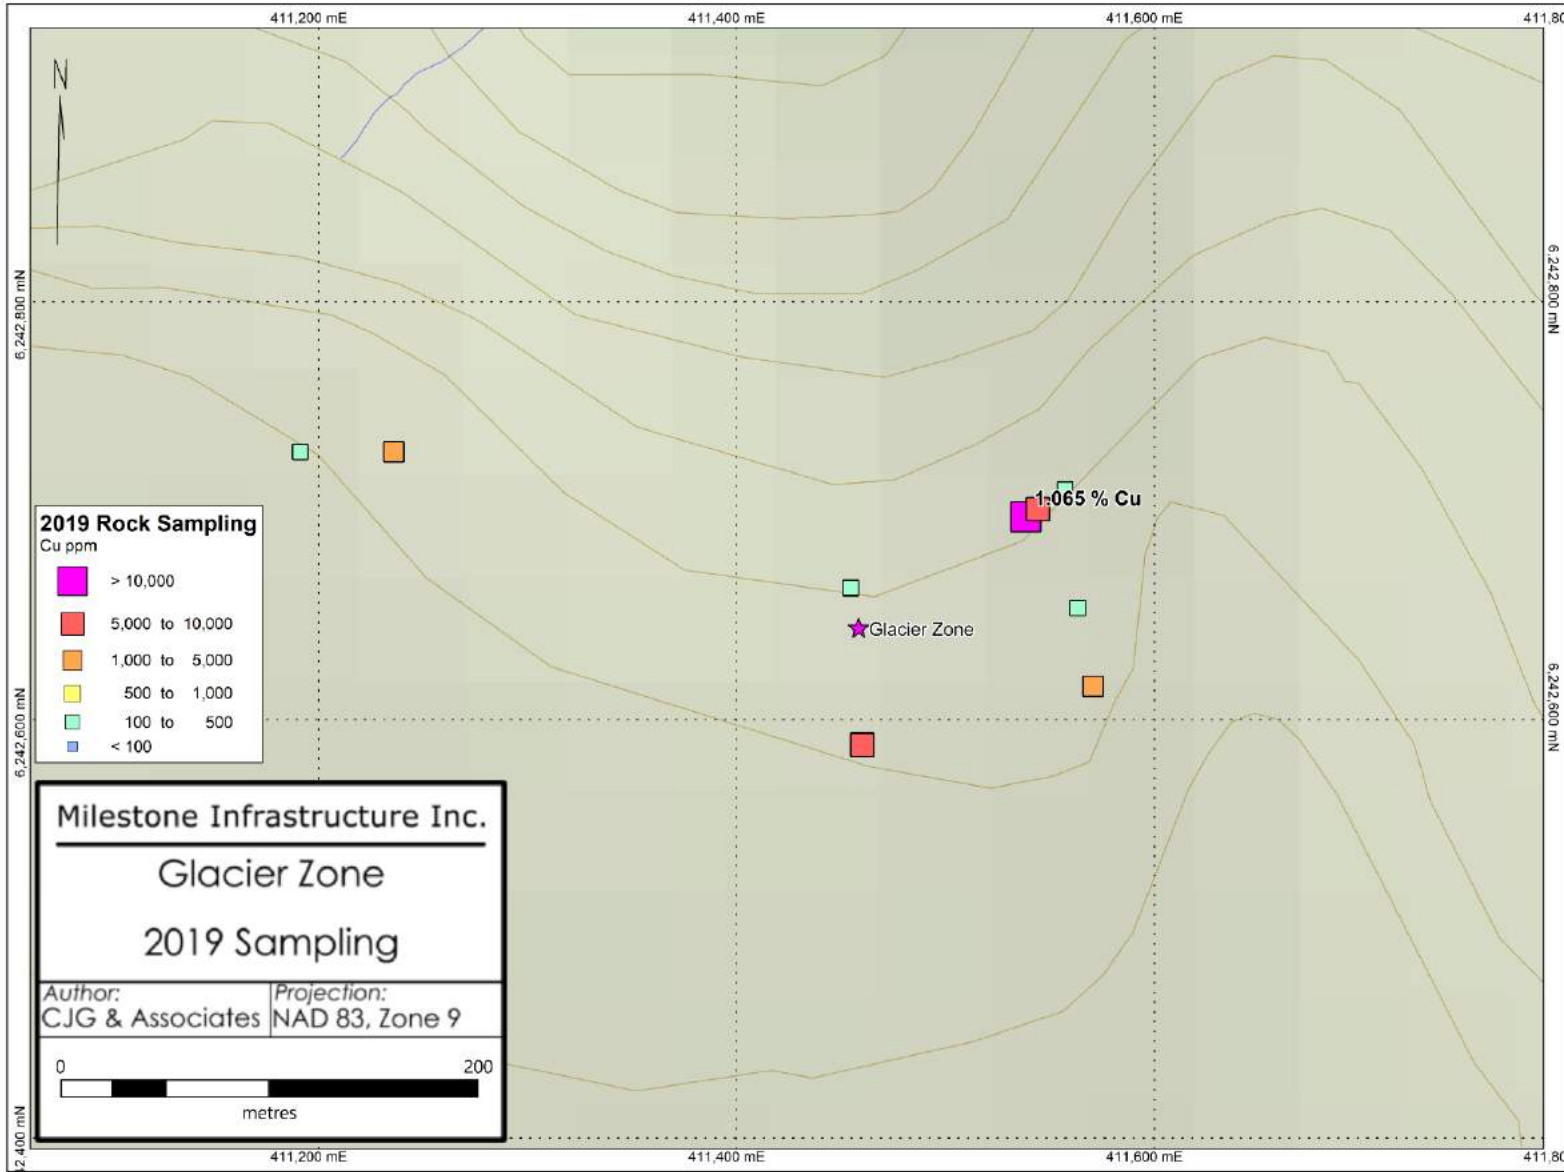 411,200 mE
411,400 mE
411,600 mE
411,80
N
6,242,800 mN
6,242,800 mN
1.065 % Cu
2019 Rock Sampling
Cu ppm
> 10,000
5,000 to 10,000
1,000 to 5,000
500 to 1,000
100 to 500
< 100
Glacier Zone
6,242,600 mN
6,242,600 mN
Milestone Infrastructure Inc.
Glacier Zone
2019 Sampling
Author: Projection:
CJG & Associates NAD 83, Zone 9
0 200
metres
42,400 mN
411,200 mE
411,400 mE
411,600 mE
411,80